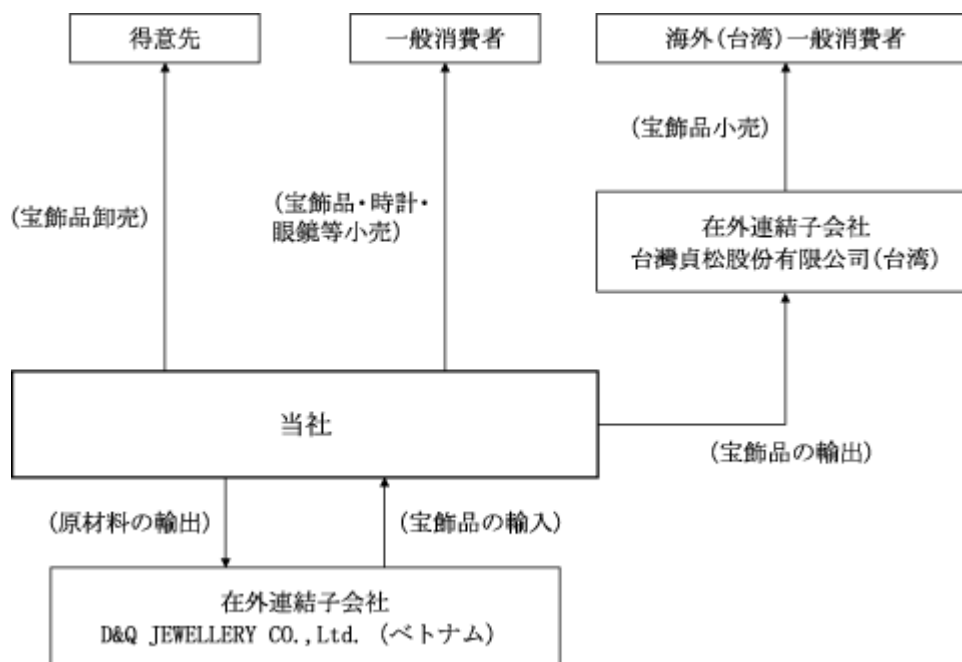 得意先
一般消費者
海外(台湾)一般消費者
(宝飾品小売)
(宝飾品卸売)
(宝飾品・時計・
眼鏡等小売)
在外連結子会社
台灣貞松股份有限公司(台湾)
当社
(宝飾品の輸出)
(原材料の輸出)
(宝飾品の輸入)
在外連結子会社
D&Q JEWELLERY CO.,Ltd. (ベトナム)